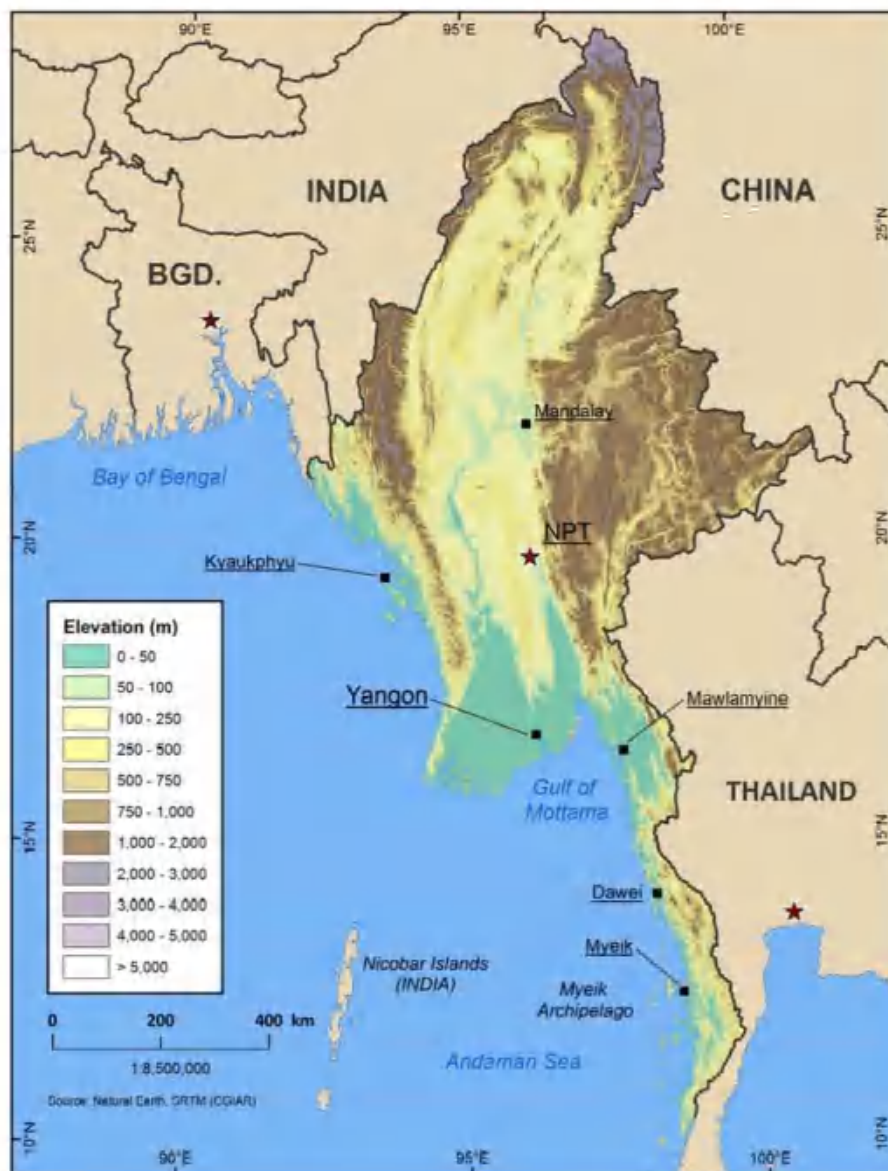 90°E
95°E
100°E
INDIA
CHINA
25°N
25°N
BGD.
Mandalay
Bay of Bengal
20°N
20°N
NPT
Kyaukphyu
Elevation (m)
0 - 50
50 - 100
100 - 250
250 - 500
500 - 750
750 - 1,000
1,000 - 2,000
2,000 - 3,000
3,000 - 4,000
4,000 - 5,000
> 5,000
Yangon
Mawlamyine
Gulf of
Mottama
THAILAND
15°N
15°N
Dawei
Myeik
Nicobar Islands
(INDIA)
Myeik
Archipelago
0 200 400 km
1:8,500,000
Andaman Sea
Source: Natural Earth, SRTM (CGIAR)
10°N
10°N
90°E
95°E
100°E